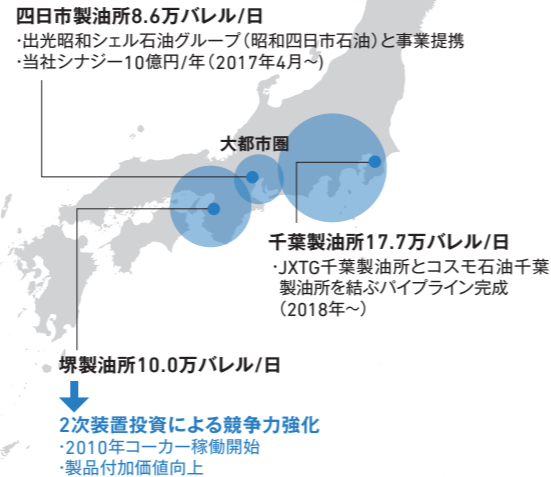 四日市製油所8.6万バレル/日
·出光昭和シェル石油グループ（昭和四日市石油）と事業提携
·当社シナジー10億円/年（2017年4月〜)
大都市圏
千葉製油所17.7万バレル/日
·JXTG千葉製油所とコスモ石油千葉
製油所を結ぶパイプライン完成
（2018年〜）
堺製油所10.0万バレル/日
2次装置投資による競争力強化
·2010年コーカー稼働開始
·製品付加価値向上